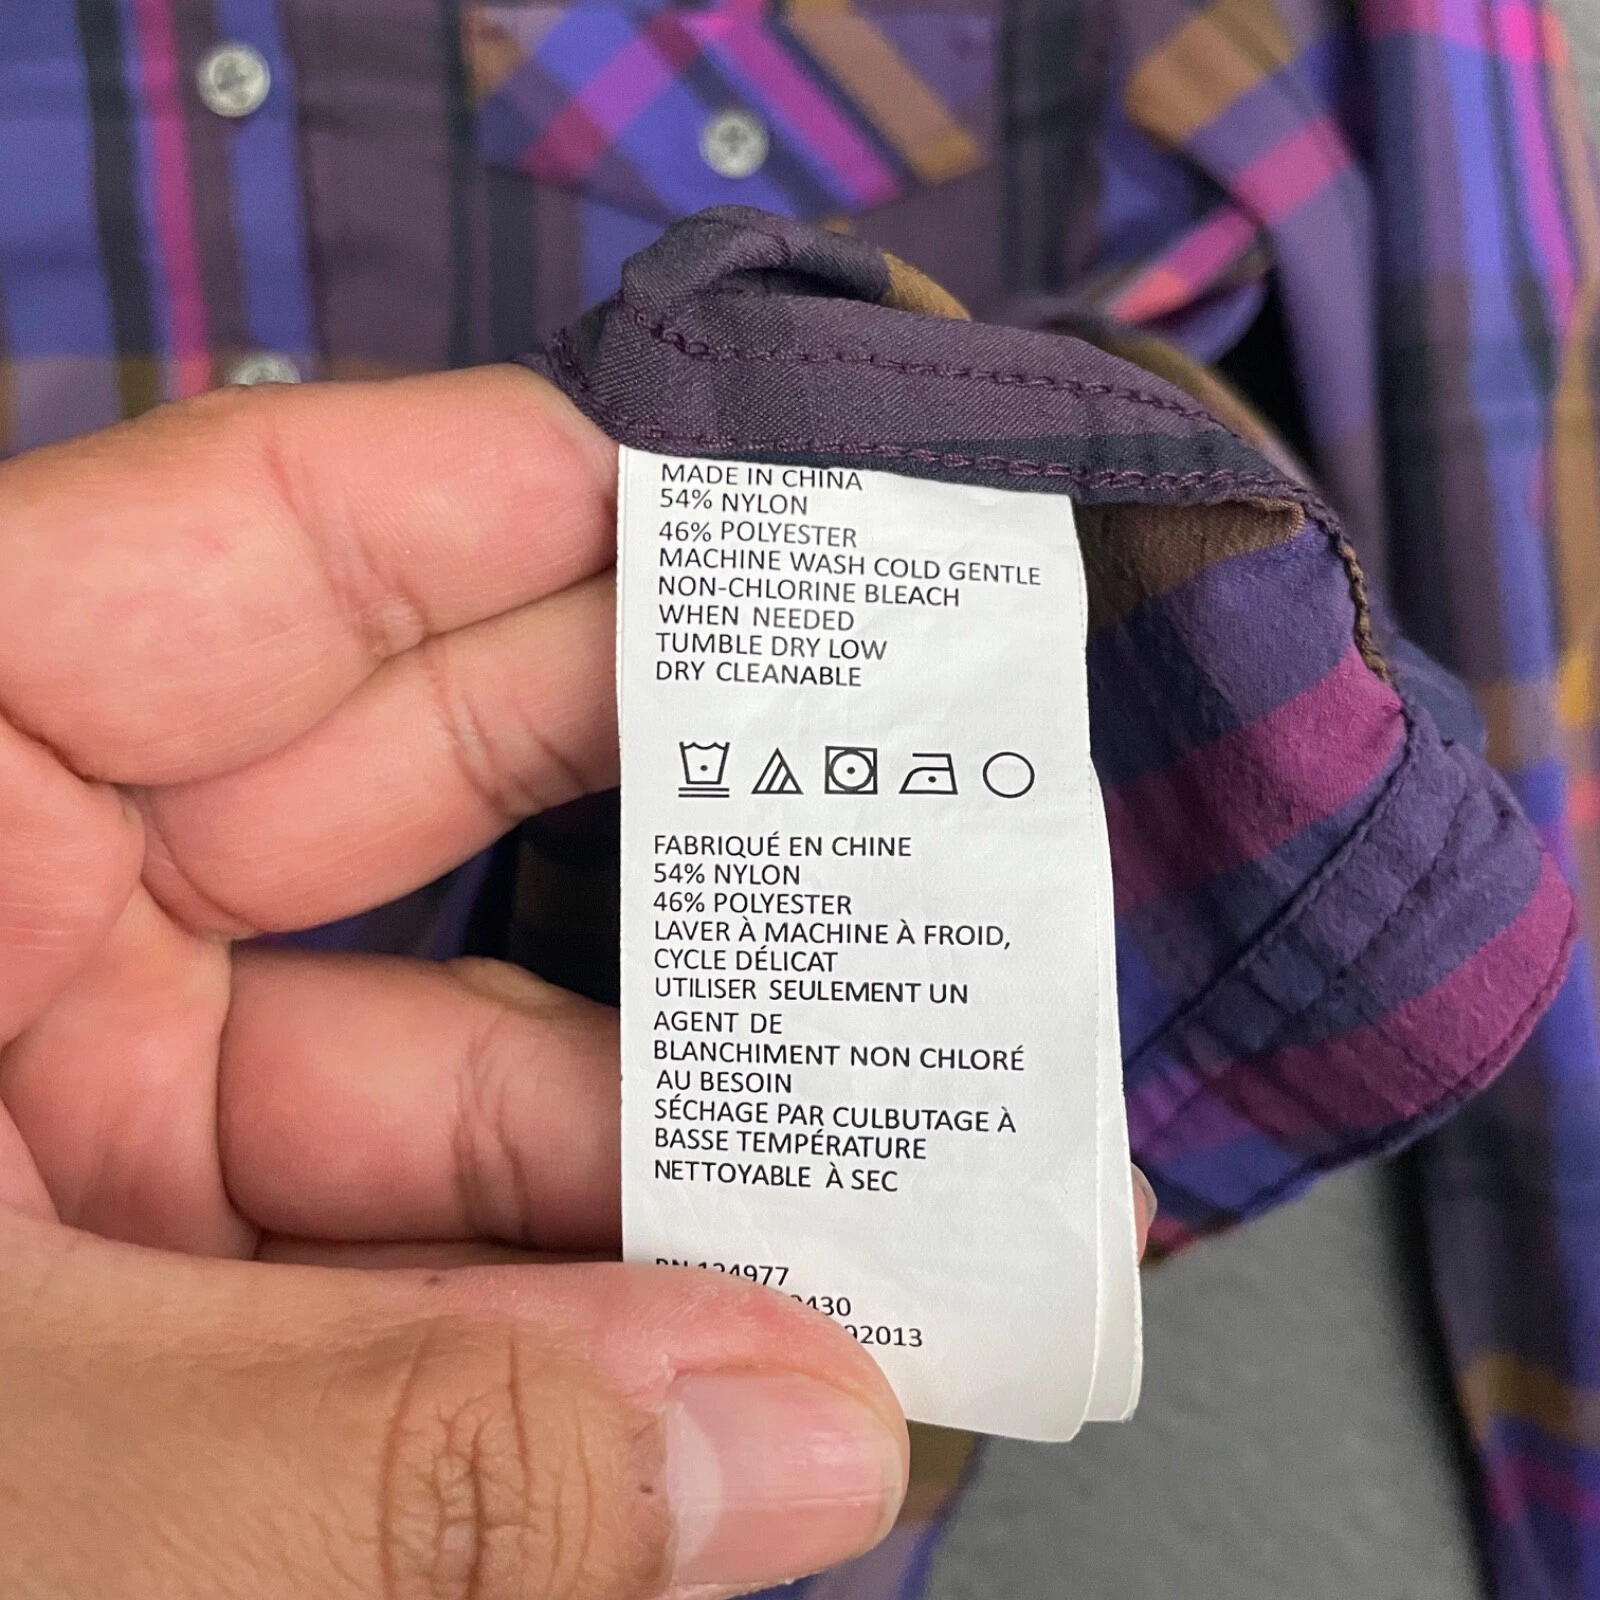 MADE IN CHINA
54% NYLON
46% POLYESTER
MACHINE WASH COLD GENTLE
NON-CHLORINE BLEACH
WHEN NEEDED
TUMBLE DRY LOW
DRY CLEANABLE
FABRIQUÉ EN CHINE
54% NYLON
46% POLYESTER
LAVER À MACHINE À FROID,
CYCLE DÉLICAT
UTILISER SEULEMENT UN
AGENT DE
BLANCHIMENT NON CHLORÉ
AU BESOIN
SÉCHAGE PAR CULBUTAGE À
BASSE TEMPÉRATURE
NETTOYABLE À SEC
RN 124977